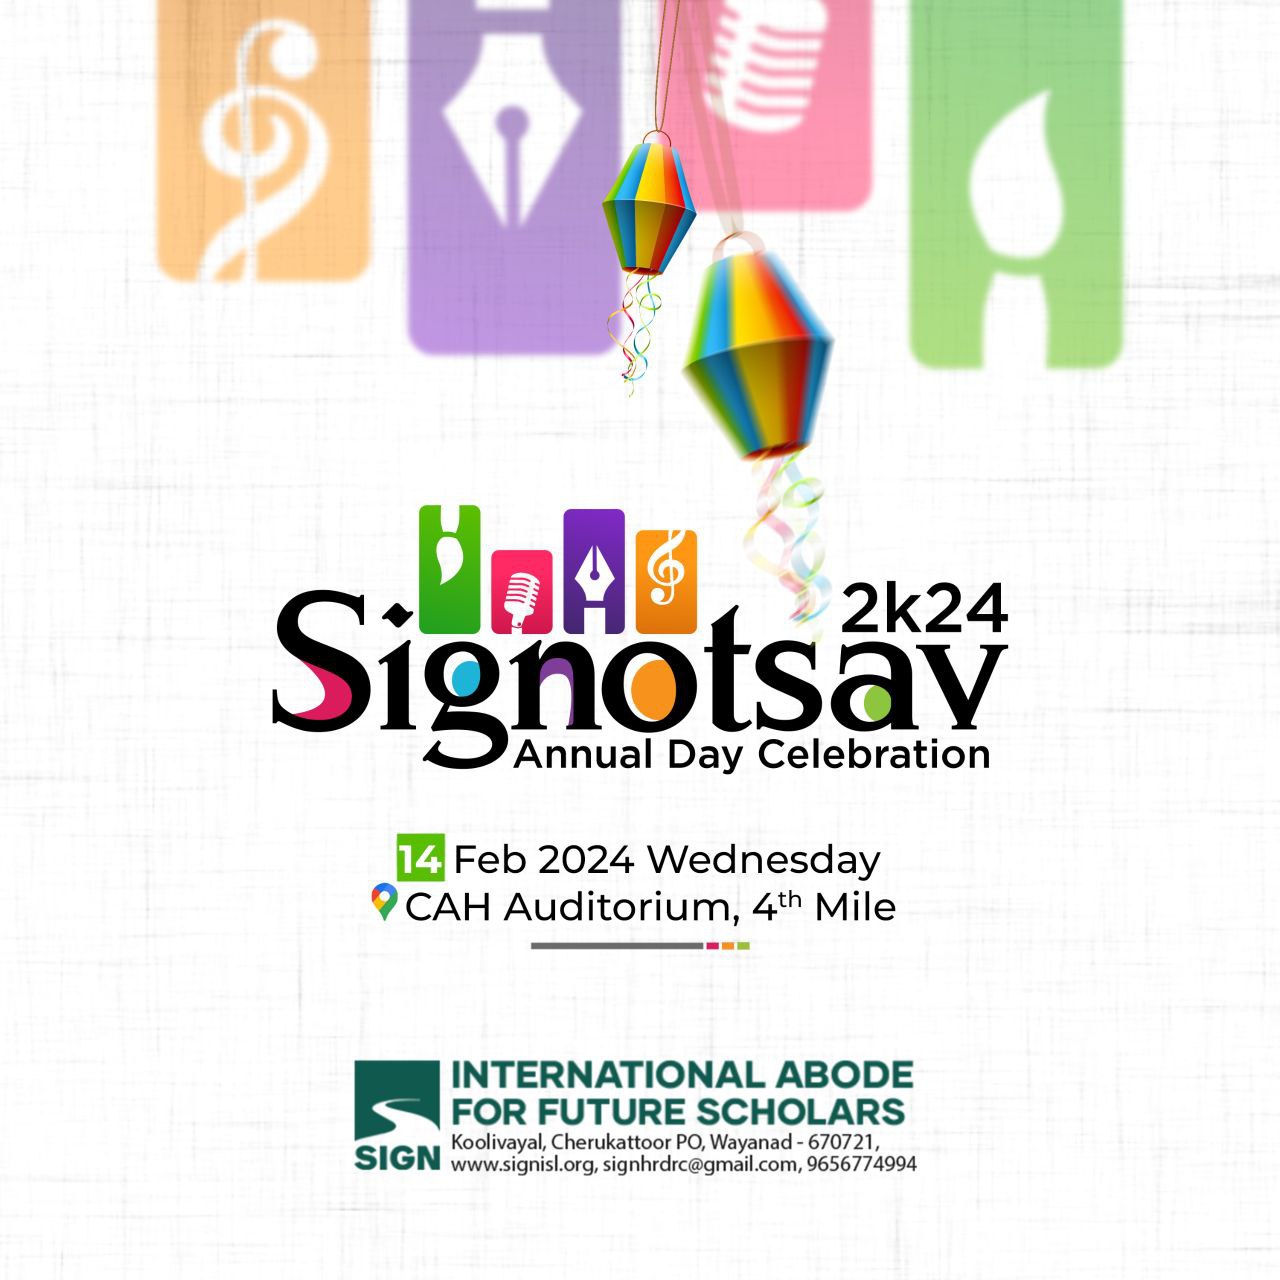 2k24
Signotsav
Annual Day Celebration
14 Feb 2024 Wednesday
CAH Auditorium, 4th Mile
INTERNATIONAL ABODE
FOR FUTURE SCHOLARS
SIGN
Koolivayal, Cherukattoor PO, Wayanad - 670721,
www.signisl.org, signhrdrc@gmail.com, 9656774994